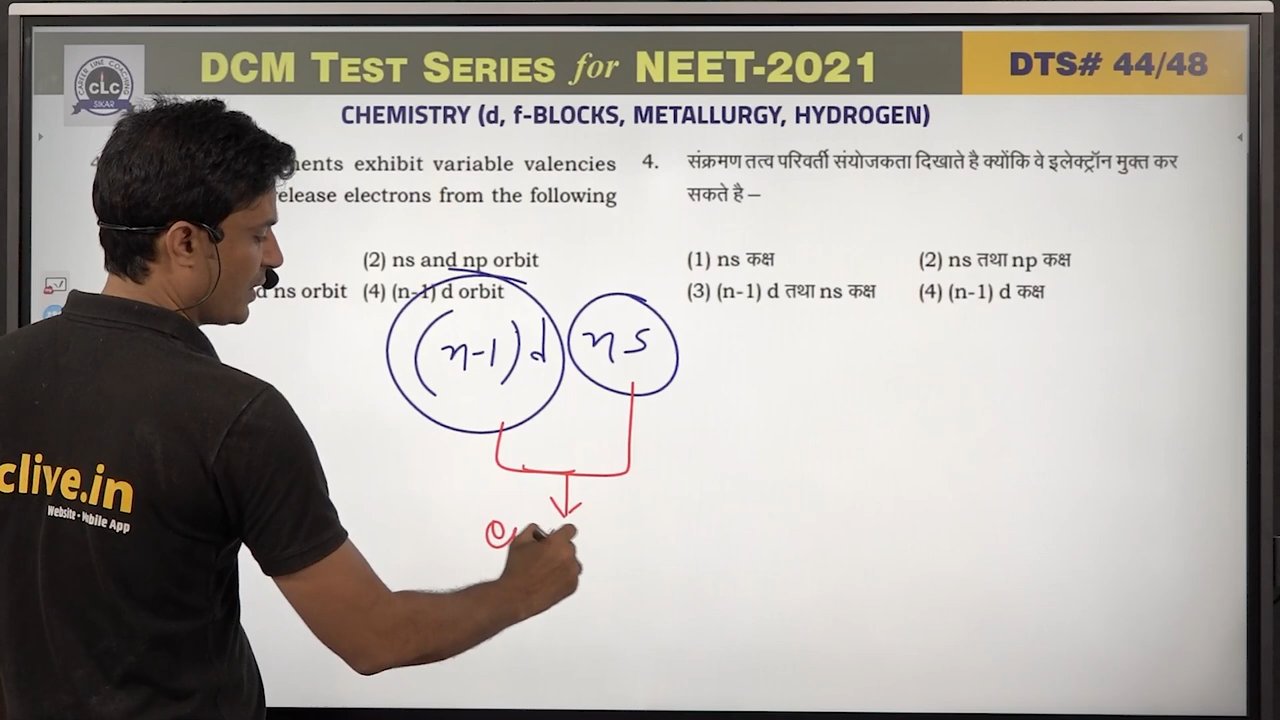 DCM TEST SERIES for NEET-2021
DTS# 44/48
CAREER LINE COACHING
CLC
SIKAR
CHEMISTRY (d, f-BLOCKS, METALLURGY, HYDROGEN)
exhibit variable valencies
electrons from the following
(2) ns and np orbit
ns orbit (4) (n-1) d orbit
4. संक्रमण तत्व परिवर्ती संयोजकता दिखाते है क्योंकि वे इलेक्ट्रॉन मुक्त कर
सकते है –
(1) ns कक्ष (2) ns तथा np कक्ष
(3) (n-1) d तथा ns कक्ष (4) (n-1) d कक्ष
(n-1) d ns
clive.in
Website - Mobile App